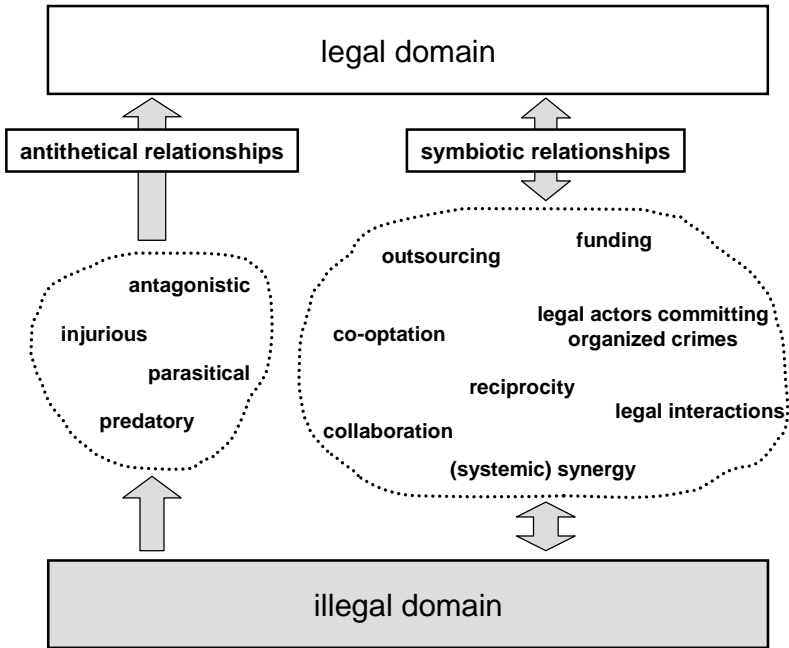 legal domain
antithetical relationships
symbiotic relationships
antagonistic
injurious
parasitical
predatory
outsourcing
funding
co-optation
legal actors committing
organized crimes
reciprocity
legal interactions
collaboration
(systemic) synergy
illegal domain